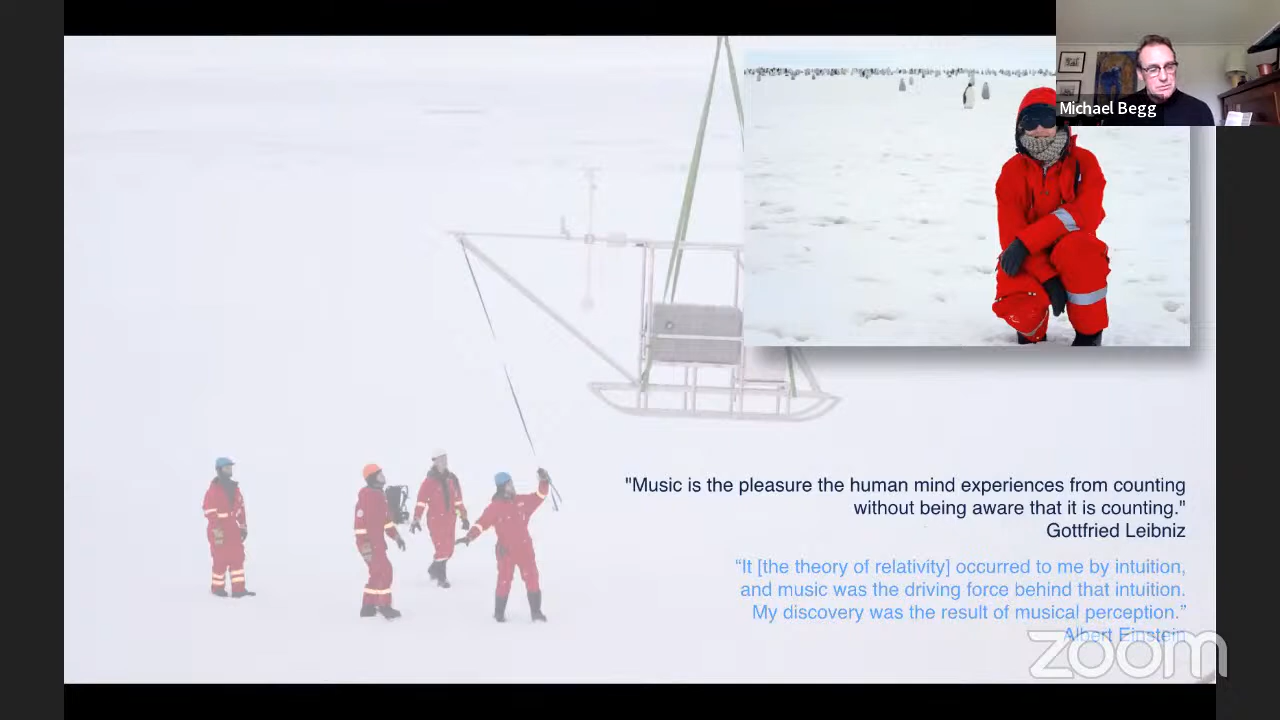 Michael Begg
"Music is the pleasure the human mind experiences from counting
without being aware that it is counting."
Gottfried Leibniz
“It [the theory of relativity] occurred to me by intuition,
and music was the driving force behind that intuition.
My discovery was the result of musical perception.”
Albert Einstein
zoom